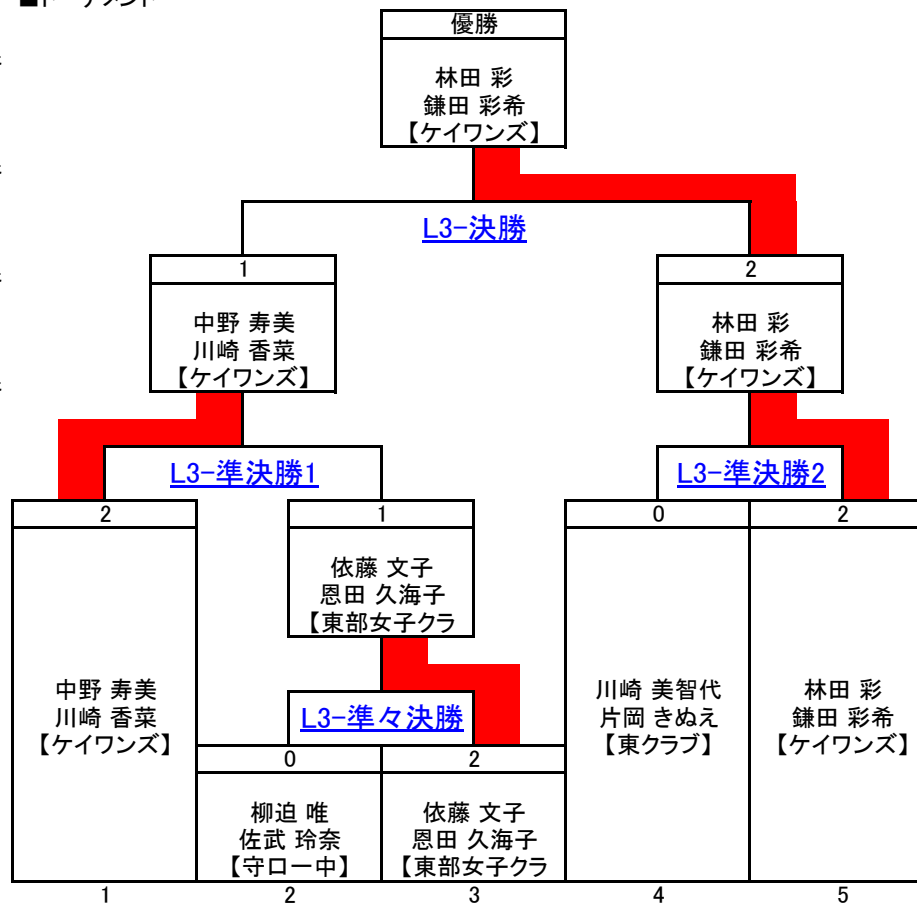 ■トーナメント
優勝
林田 彩
鎌田 彩希
【ケイワンズ】
L3-決勝
1
2
中野 寿美
川崎 香菜
【ケイワンズ】
林田 彩
鎌田 彩希
【ケイワンズ】
L3-準決勝1
L3-準決勝2
2
1
0
2
依藤 文子
恩田 久海子
【東部女子クラ
中野 寿美
川崎 香菜
【ケイワンズ】
川崎 美智代
片岡 きぬえ
【東クラブ】
林田 彩
鎌田 彩希
【ケイワンズ】
L3-準々決勝
0
2
柳迫 唯
佐武 玲奈
【守口一中】
依藤 文子
恩田 久海子
【東部女子クラ
1
2
3
4
5